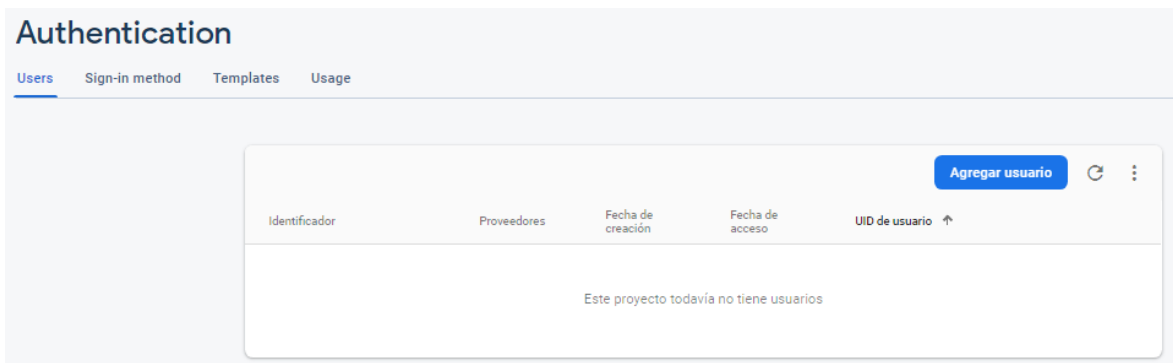 Authentication
Users Sign-in method Templates Usage
Agregar usuario
Identificador Proveedores Fecha de creación Fecha de acceso UID de usuario
Este proyecto todavía no tiene usuarios